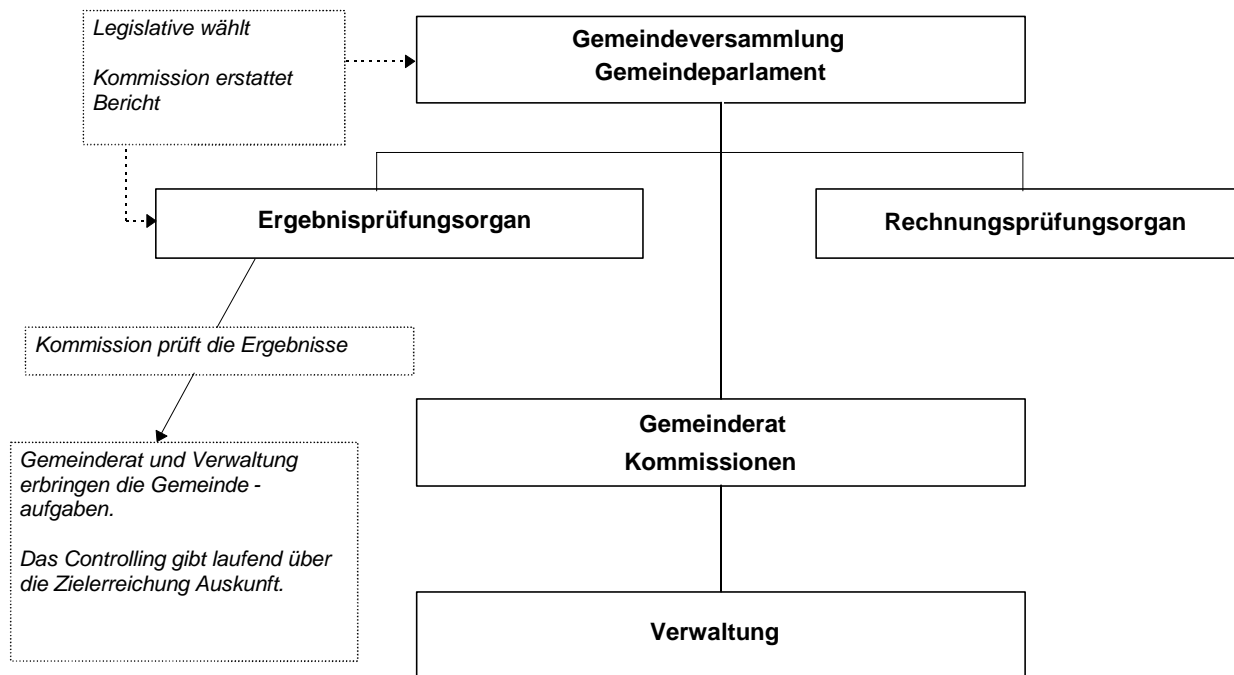 Legislative wählt
Kommission erstattet
Bericht
Gemeindeversammlung
Gemeindeparlament
Ergebnisprüfungsorgan
Rechnungsprüfungsorgan
Kommission prüft die Ergebnisse
Gemeinderat
Kommissionen
Gemeinderat und Verwaltung
erbringen die Gemeinde -
aufgaben.
Das Controlling gibt laufend über
die Zielerreichung Auskunft.
Verwaltung